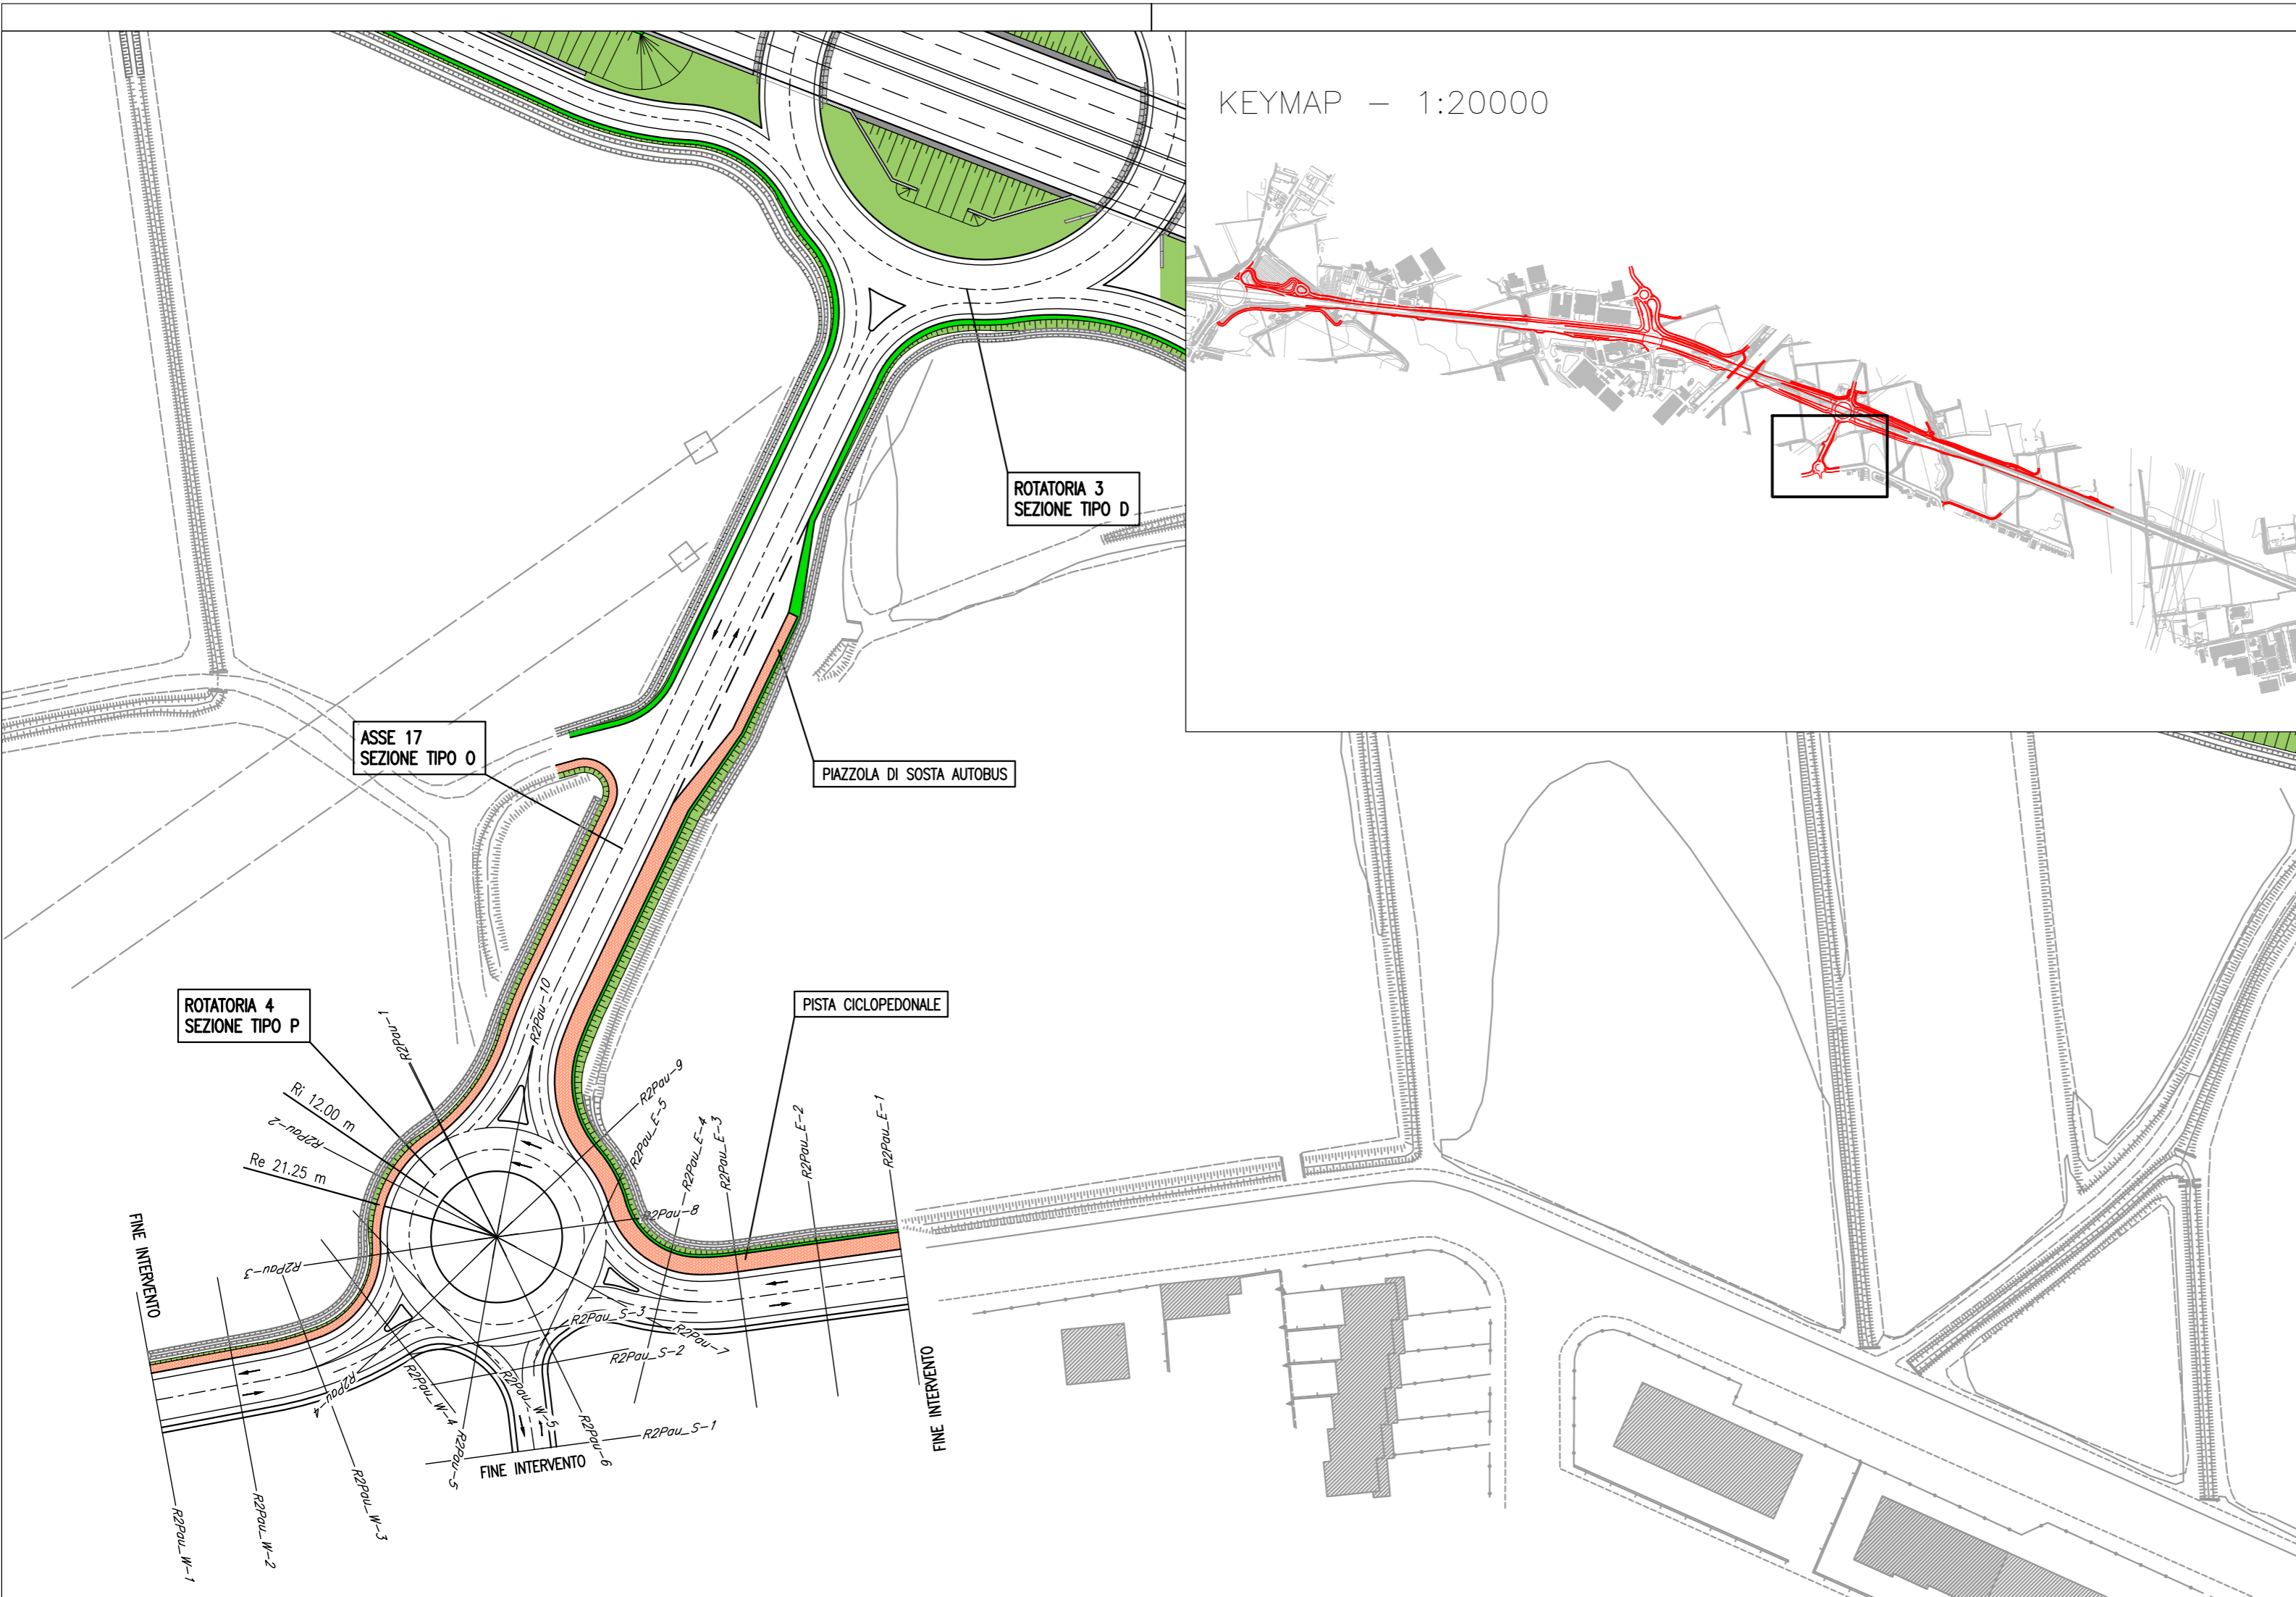 KEYMAP – 1:20000
ROTATORIA 3
SEZIONE TIPO D
ASSE 17
SEZIONE TIPO O
PIAZZOLA DI SOSTA AUTOBUS
ROTATORIA 4
SEZIONE TIPO P
PISTA CICLOPEDONALE
R2Pau-10
R2Pau-1
Ri 12.00 m
R2Pau-2
Re 21.25 m
R2Pau-9
R2Pau_E-5
R2Pau_E-4
R2Pau_E-3
R2Pau_E-2
R2Pau_E-1
R2Pau-8
FINE INTERVENTO
R2Pau-3
R2Pau_S-3
R2Pau-7
R2Pau_S-2
R2Pau-4
R2Pau_W-4
R2Pau_W-5
R2Pau-5
R2Pau-6
R2Pau_S-1
FINE INTERVENTO
FINE INTERVENTO
R2Pau_W-3
R2Pau_W-2
R2Pau_W-1